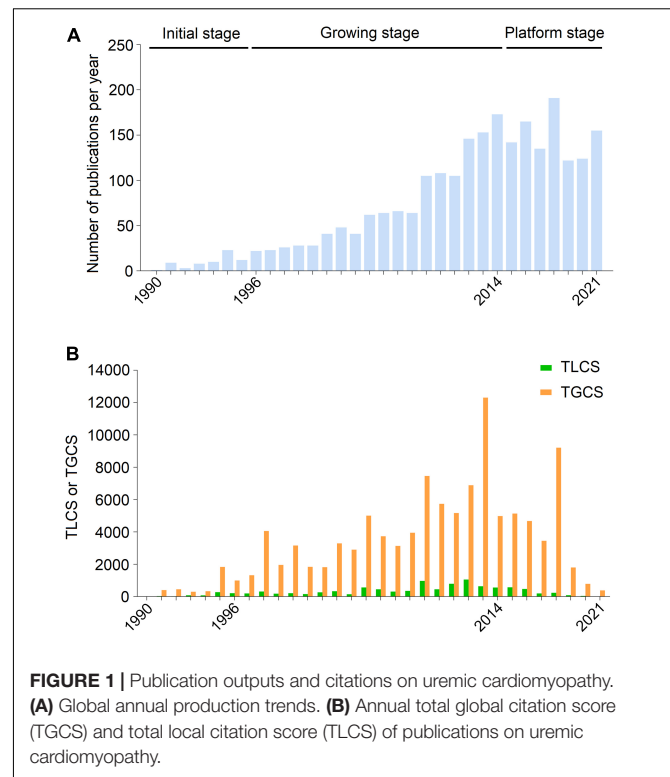 A
Initial stage Growing stage Platform stage
Number of publications per year
250
200
150
100
50
0
1990 1996 2014 2021
B
TLCS
TGCS
TLCS or TGCS
14000
12000
10000
8000
6000
4000
2000
0
1990 1996 2014 2021
FIGURE 1 | Publication outputs and citations on uremic cardiomyopathy.
(A) Global annual production trends. (B) Annual total global citation score
(TGCS) and total local citation score (TLCS) of publications on uremic
cardiomyopathy.